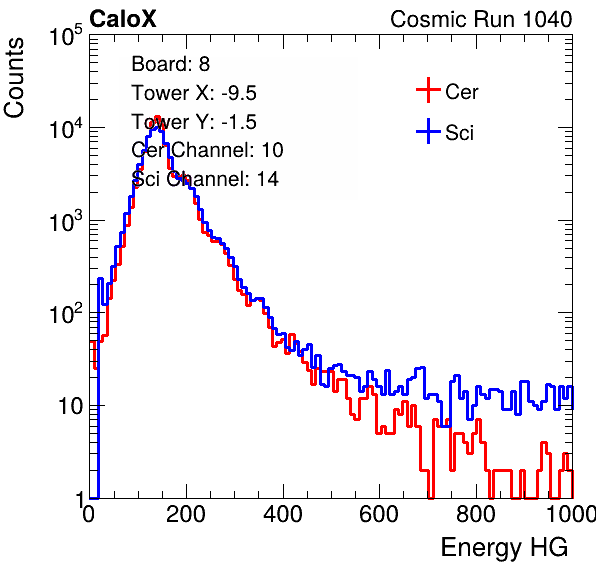 CaloX Cosmic Run 1040
Counts
10^5
10^4
10^3
10^2
10
1
Board: 8
Tower X: -9.5
Tower Y: -1.5
Cer Channel: 10
Sci Channel: 14
Cer
Sci
0 200 400 600 800 1000
Energy HG